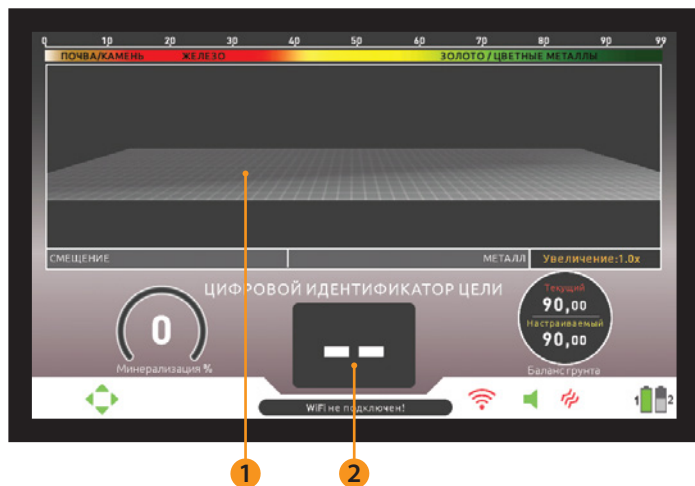 0 10 20 30 40 50 60 70 80 90 99
ПОЧВА/КАМЕНЬ ЖЕЛЕЗО ЗОЛОТО / ЦВЕТНЫЕ МЕТАЛЛЫ
СМЕЩЕНИЕ МЕТАЛЛ Увеличение:1.0x
ЦИФРОВОЙ ИДЕНТИФИКАТОР ЦЕЛИ
Текущий
90,00
Настраиваемый
90,00
Баланс грунта
0
Минерализация %
– –
WiFi не подключен!
1 2
1 2